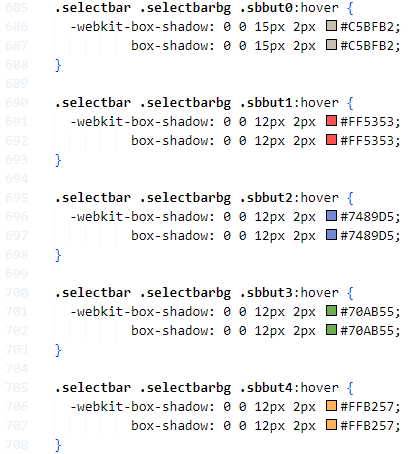 685 .selectbar .selectbarbg .sbbut0:hover {
686 -webkit-box-shadow: 0 0 15px 2px #C5BFB2;
687 box-shadow: 0 0 15px 2px #C5BFB2;
688 }
689
690 .selectbar .selectbarbg .sbbut1:hover {
691 -webkit-box-shadow: 0 0 12px 2px #FF5353;
692 box-shadow: 0 0 12px 2px #FF5353;
693 }
694
695 .selectbar .selectbarbg .sbbut2:hover {
696 -webkit-box-shadow: 0 0 12px 2px #7489D5;
697 box-shadow: 0 0 12px 2px #7489D5;
698 }
699
700 .selectbar .selectbarbg .sbbut3:hover {
701 -webkit-box-shadow: 0 0 12px 2px #70AB55;
702 box-shadow: 0 0 12px 2px #70AB55;
703 }
704
705 .selectbar .selectbarbg .sbbut4:hover {
706 -webkit-box-shadow: 0 0 12px 2px #FFB257;
707 box-shadow: 0 0 12px 2px #FFB257;
708 }